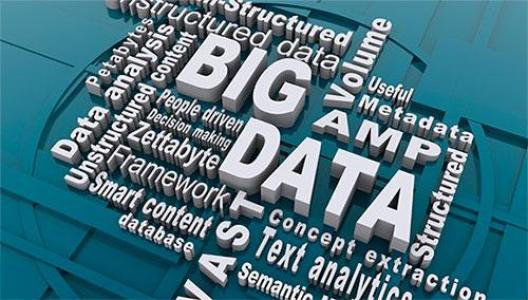 Structured
Structured data
Petabytes
Data analysis
Unstructured content
BIG
DATA
Volume
Useful
Metadata
AMP
People driven
Decision making
Zettabyte
Framework
Smart content
database
VAST
Structured
Concept extraction
Text analytics
Semantic